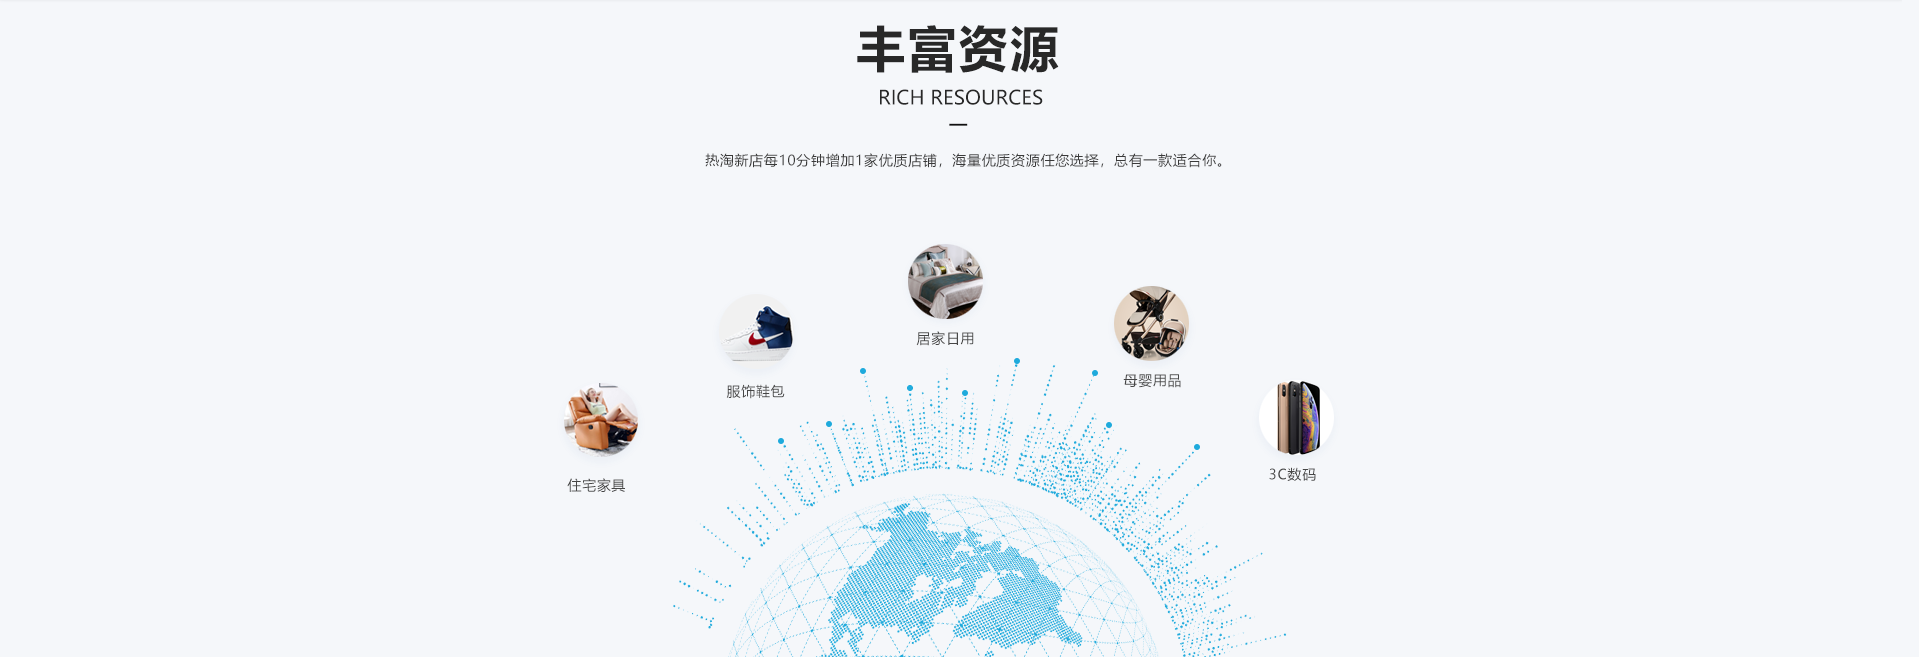 丰富资源
RICH RESOURCES
热淘新店每10分钟增加1家优质店铺，海量优质资源任您选择，总有一款适合你。
居家日用
母婴用品
服饰鞋包
3C数码
住宅家具